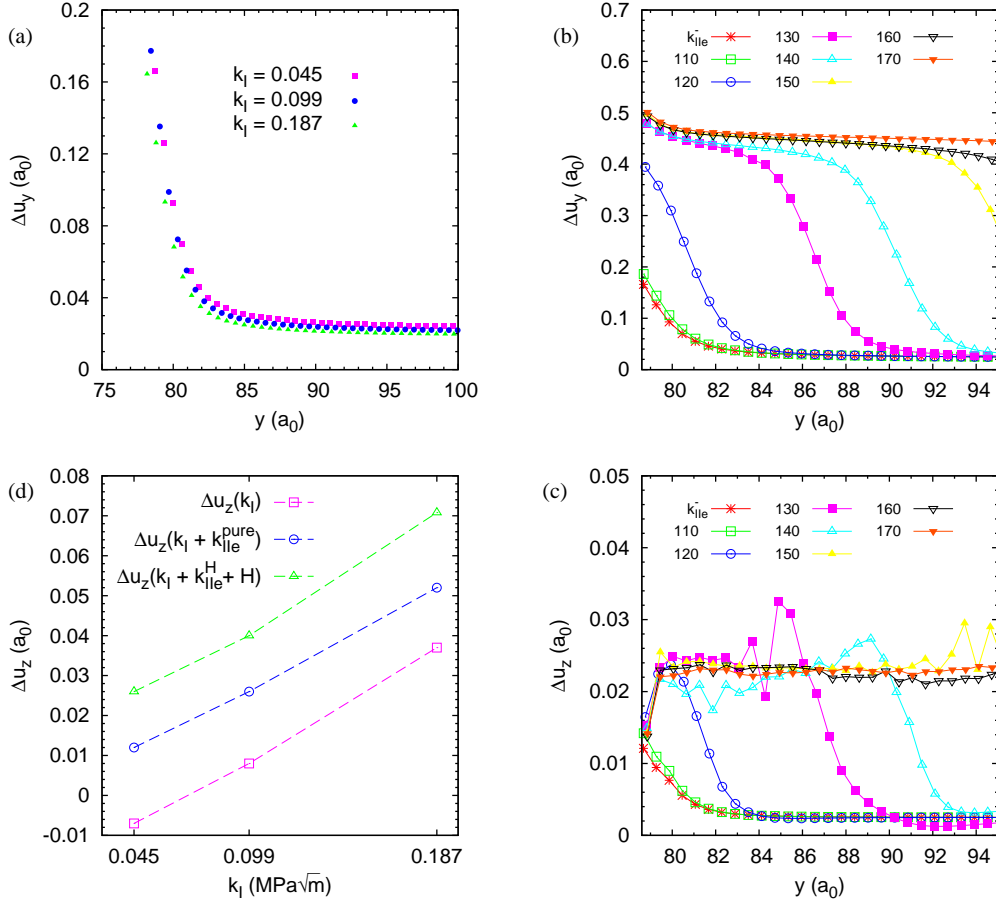 (a)
0.2
0.16
0.12
0.08
0.04
0
Δu_y (a_0)
k_I = 0.045
k_I = 0.099
k_I = 0.187
75 80 85 90 95 100
y (a_0)
(b)
0.7
0.6
0.5
0.4
0.3
0.2
0.1
0
Δu_y (a_0)
k^-_IIe 130 160
110 140 170
120 150
80 82 84 86 88 90 92 94
y (a_0)
(d)
0.08
0.07
0.06
0.05
0.04
0.03
0.02
0.01
0
-0.01
Δu_z (a_0)
Δu_z(k_I)
Δu_z(k_I + k_IIe^pure)
Δu_z(k_I + k_IIe^H + H)
0.045 0.099 0.187
k_I (MPa√m)
(c)
0.05
0.04
0.03
0.02
0.01
0
Δu_z (a_0)
k^-_IIe 130 160
110 140 170
120 150
80 82 84 86 88 90 92 94
y (a_0)